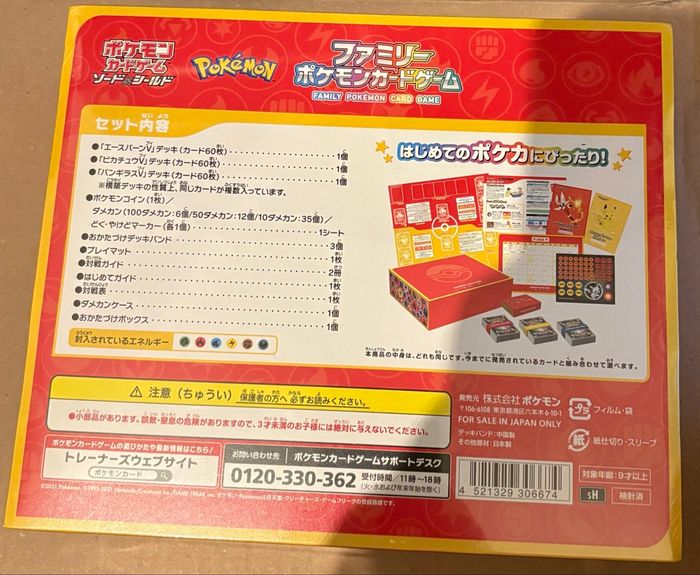 ポケモン
カードゲーム
ソード&シールド
POKÉMON
ファミリー
ポケモンカードゲーム
FAMILY POKÉMON CARD GAME
セット内容
●「エースバーンV」デッキ(カード60枚)‥‥1個
●「ピカチュウV」デッキ(カード60枚)‥‥1個
●「バンギラスV」デッキ(カード60枚)‥‥1個
※構築デッキの性質上、同じカードが複数入っています。
●ポケモンコイン(1枚)/
ダメカン(100ダメカン:6個/50ダメカン:12個/10ダメカン:35個)/
どく・やけどマーカー(各1個)‥‥1シート
●おかたづけデッキバンド‥‥3個
●プレイマット‥‥1枚
●対戦ガイド‥‥2冊
●はじめてガイド‥‥1枚
●対戦表‥‥1枚
●ダメカンケース‥‥1個
●おかたづけボックス‥‥1個
封入されているエネルギー
はじめてのポケカにぴったり!
本商品の中身は、どれも同じです。今までに発売されているカードと組み合わせて遊べます。
注意(ちゅうい) 保護者の方へ 必ずお読みください。
●小部品があります。誤飲・窒息の危険がありますので、3才未満のお子様には絶対に与えないでください。
ポケモンカードゲームの遊びかたや最新情報はこちら!
トレーナーズウェブサイト
ポケモンカード
お問い合わせ先 ポケモンカードゲームサポートデスク
0120-330-362 受付時間/11時〜18時
(火・水および年末年始を除く)
発売元 株式会社ポケモン
〒106-6108 東京都港区六本木6-10-1
FOR SALE IN JAPAN ONLY
デッキバンド:中国製
その他部材:日本製
プラ フィルム・袋
紙 紙仕切り・スリーブ
4 521329 306674
対象年齢:9才以上
sH 検針済